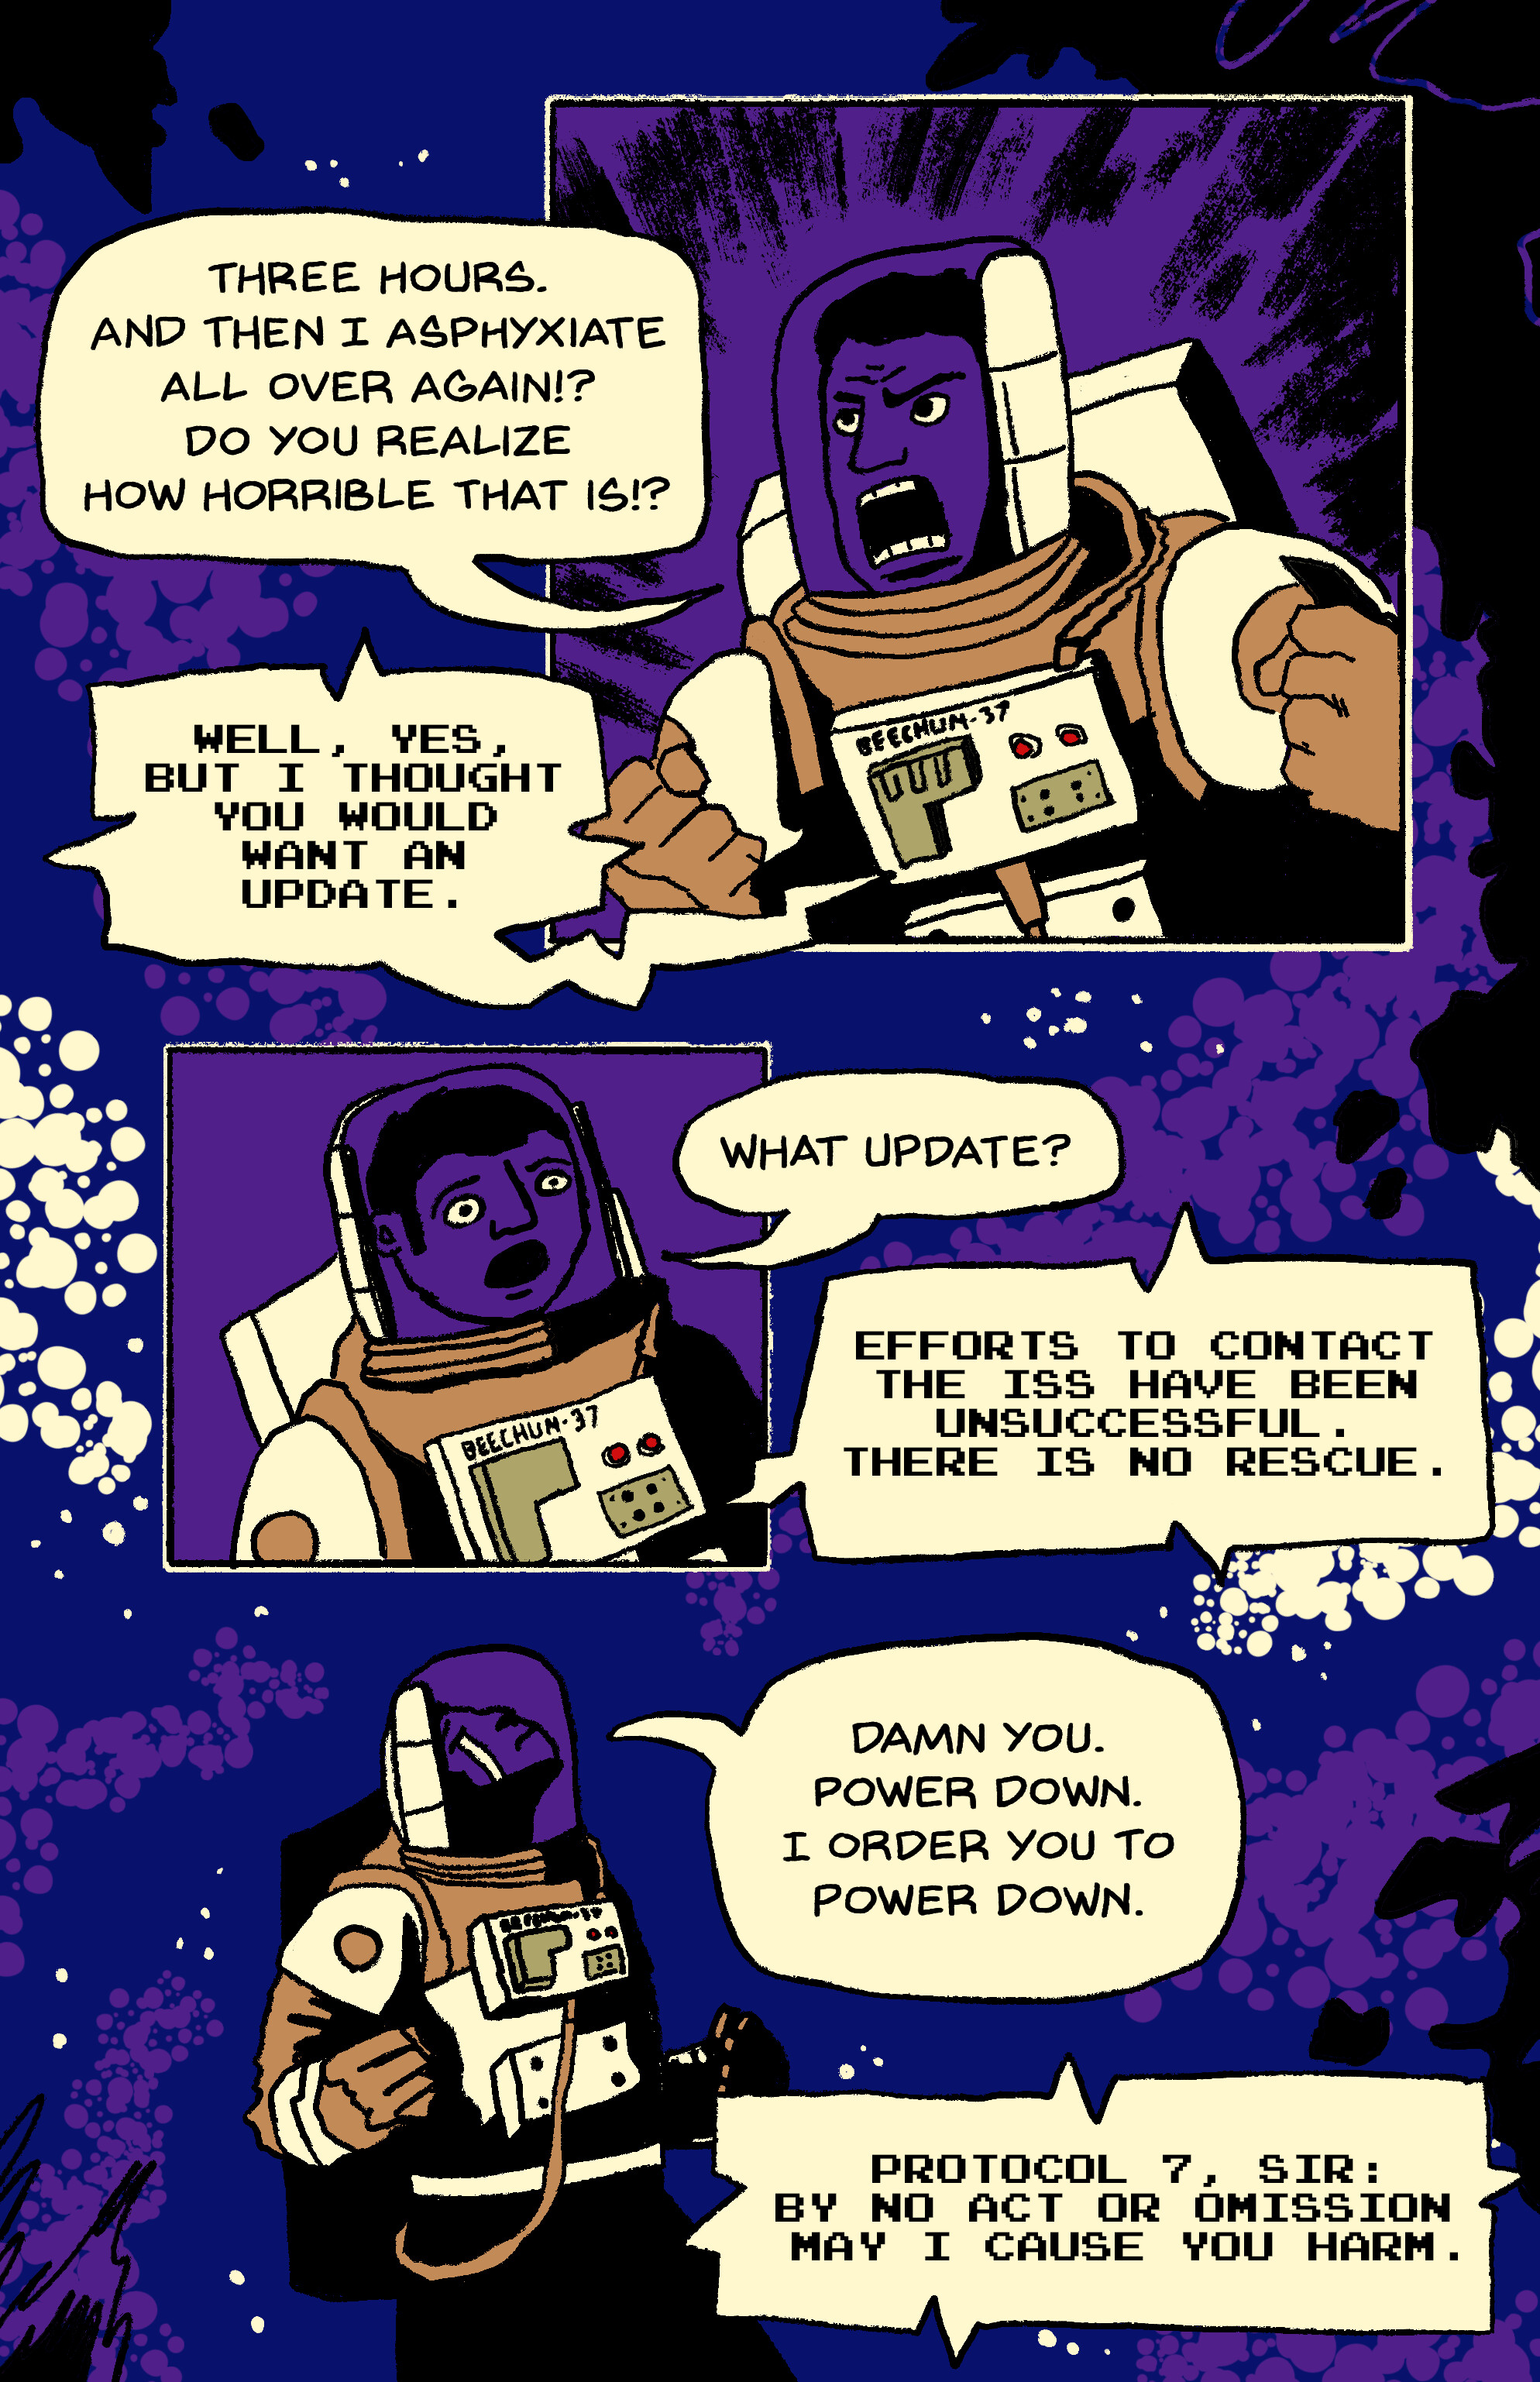 THREE HOURS.
AND THEN I ASPHYXIATE
ALL OVER AGAIN!?
DO YOU REALIZE
HOW HORRIBLE THAT IS!?
WELL, YES,
BUT I THOUGHT
YOU WOULD
WANT AN
UPDATE.
BEECHUM-37
WHAT UPDATE?
EFFORTS TO CONTACT
THE ISS HAVE BEEN
UNSUCCESSFUL.
THERE IS NO RESCUE.
BEECHUM-37
DAMN YOU.
POWER DOWN.
I ORDER YOU TO
POWER DOWN.
BEECHUM-37
PROTOCOL 7, SIR:
BY NO ACT OR OMISSION
MAY I CAUSE YOU HARM.